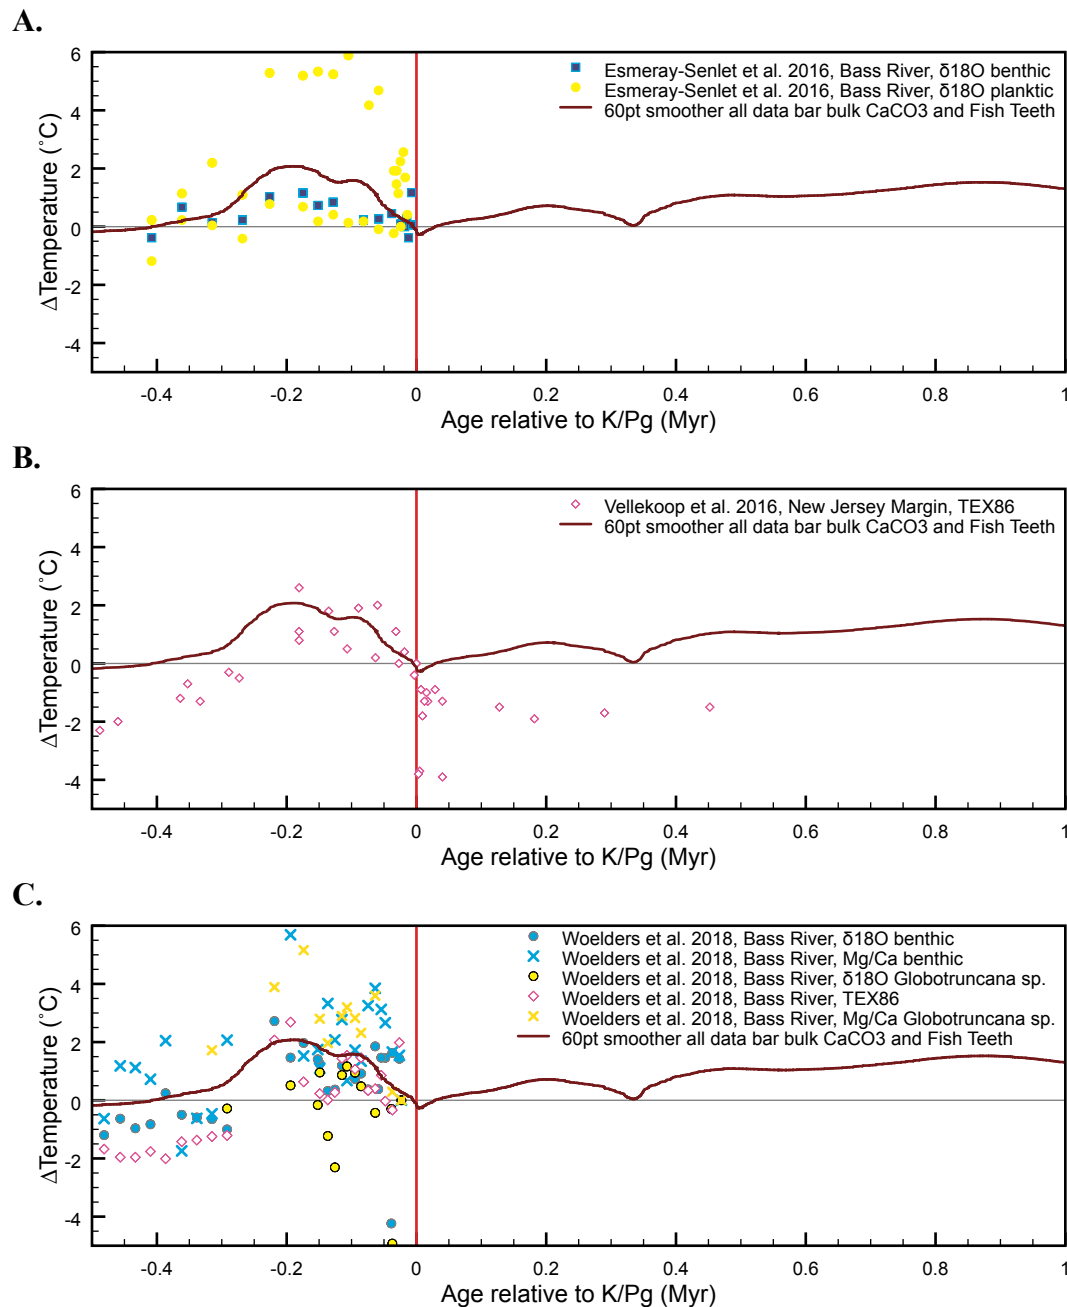 A.
6
4
2
0
-2
-4
ΔTemperature (˚C)
Esmeray-Senlet et al. 2016, Bass River, δ18O benthic
Esmeray-Senlet et al. 2016, Bass River, δ18O planktic
60pt smoother all data bar bulk CaCO3 and Fish Teeth
-0.4 -0.2 0 0.2 0.4 0.6 0.8 1
Age relative to K/Pg (Myr)
B.
6
4
2
0
-2
-4
ΔTemperature (˚C)
Vellekoop et al. 2016, New Jersey Margin, TEX86
60pt smoother all data bar bulk CaCO3 and Fish Teeth
-0.4 -0.2 0 0.2 0.4 0.6 0.8 1
Age relative to K/Pg (Myr)
C.
6
4
2
0
-2
-4
ΔTemperature (˚C)
Woelders et al. 2018, Bass River, δ18O benthic
Woelders et al. 2018, Bass River, Mg/Ca benthic
Woelders et al. 2018, Bass River, δ18O Globotruncana sp.
Woelders et al. 2018, Bass River, TEX86
Woelders et al. 2018, Bass River, Mg/Ca Globotruncana sp.
60pt smoother all data bar bulk CaCO3 and Fish Teeth
-0.4 -0.2 0 0.2 0.4 0.6 0.8 1
Age relative to K/Pg (Myr)